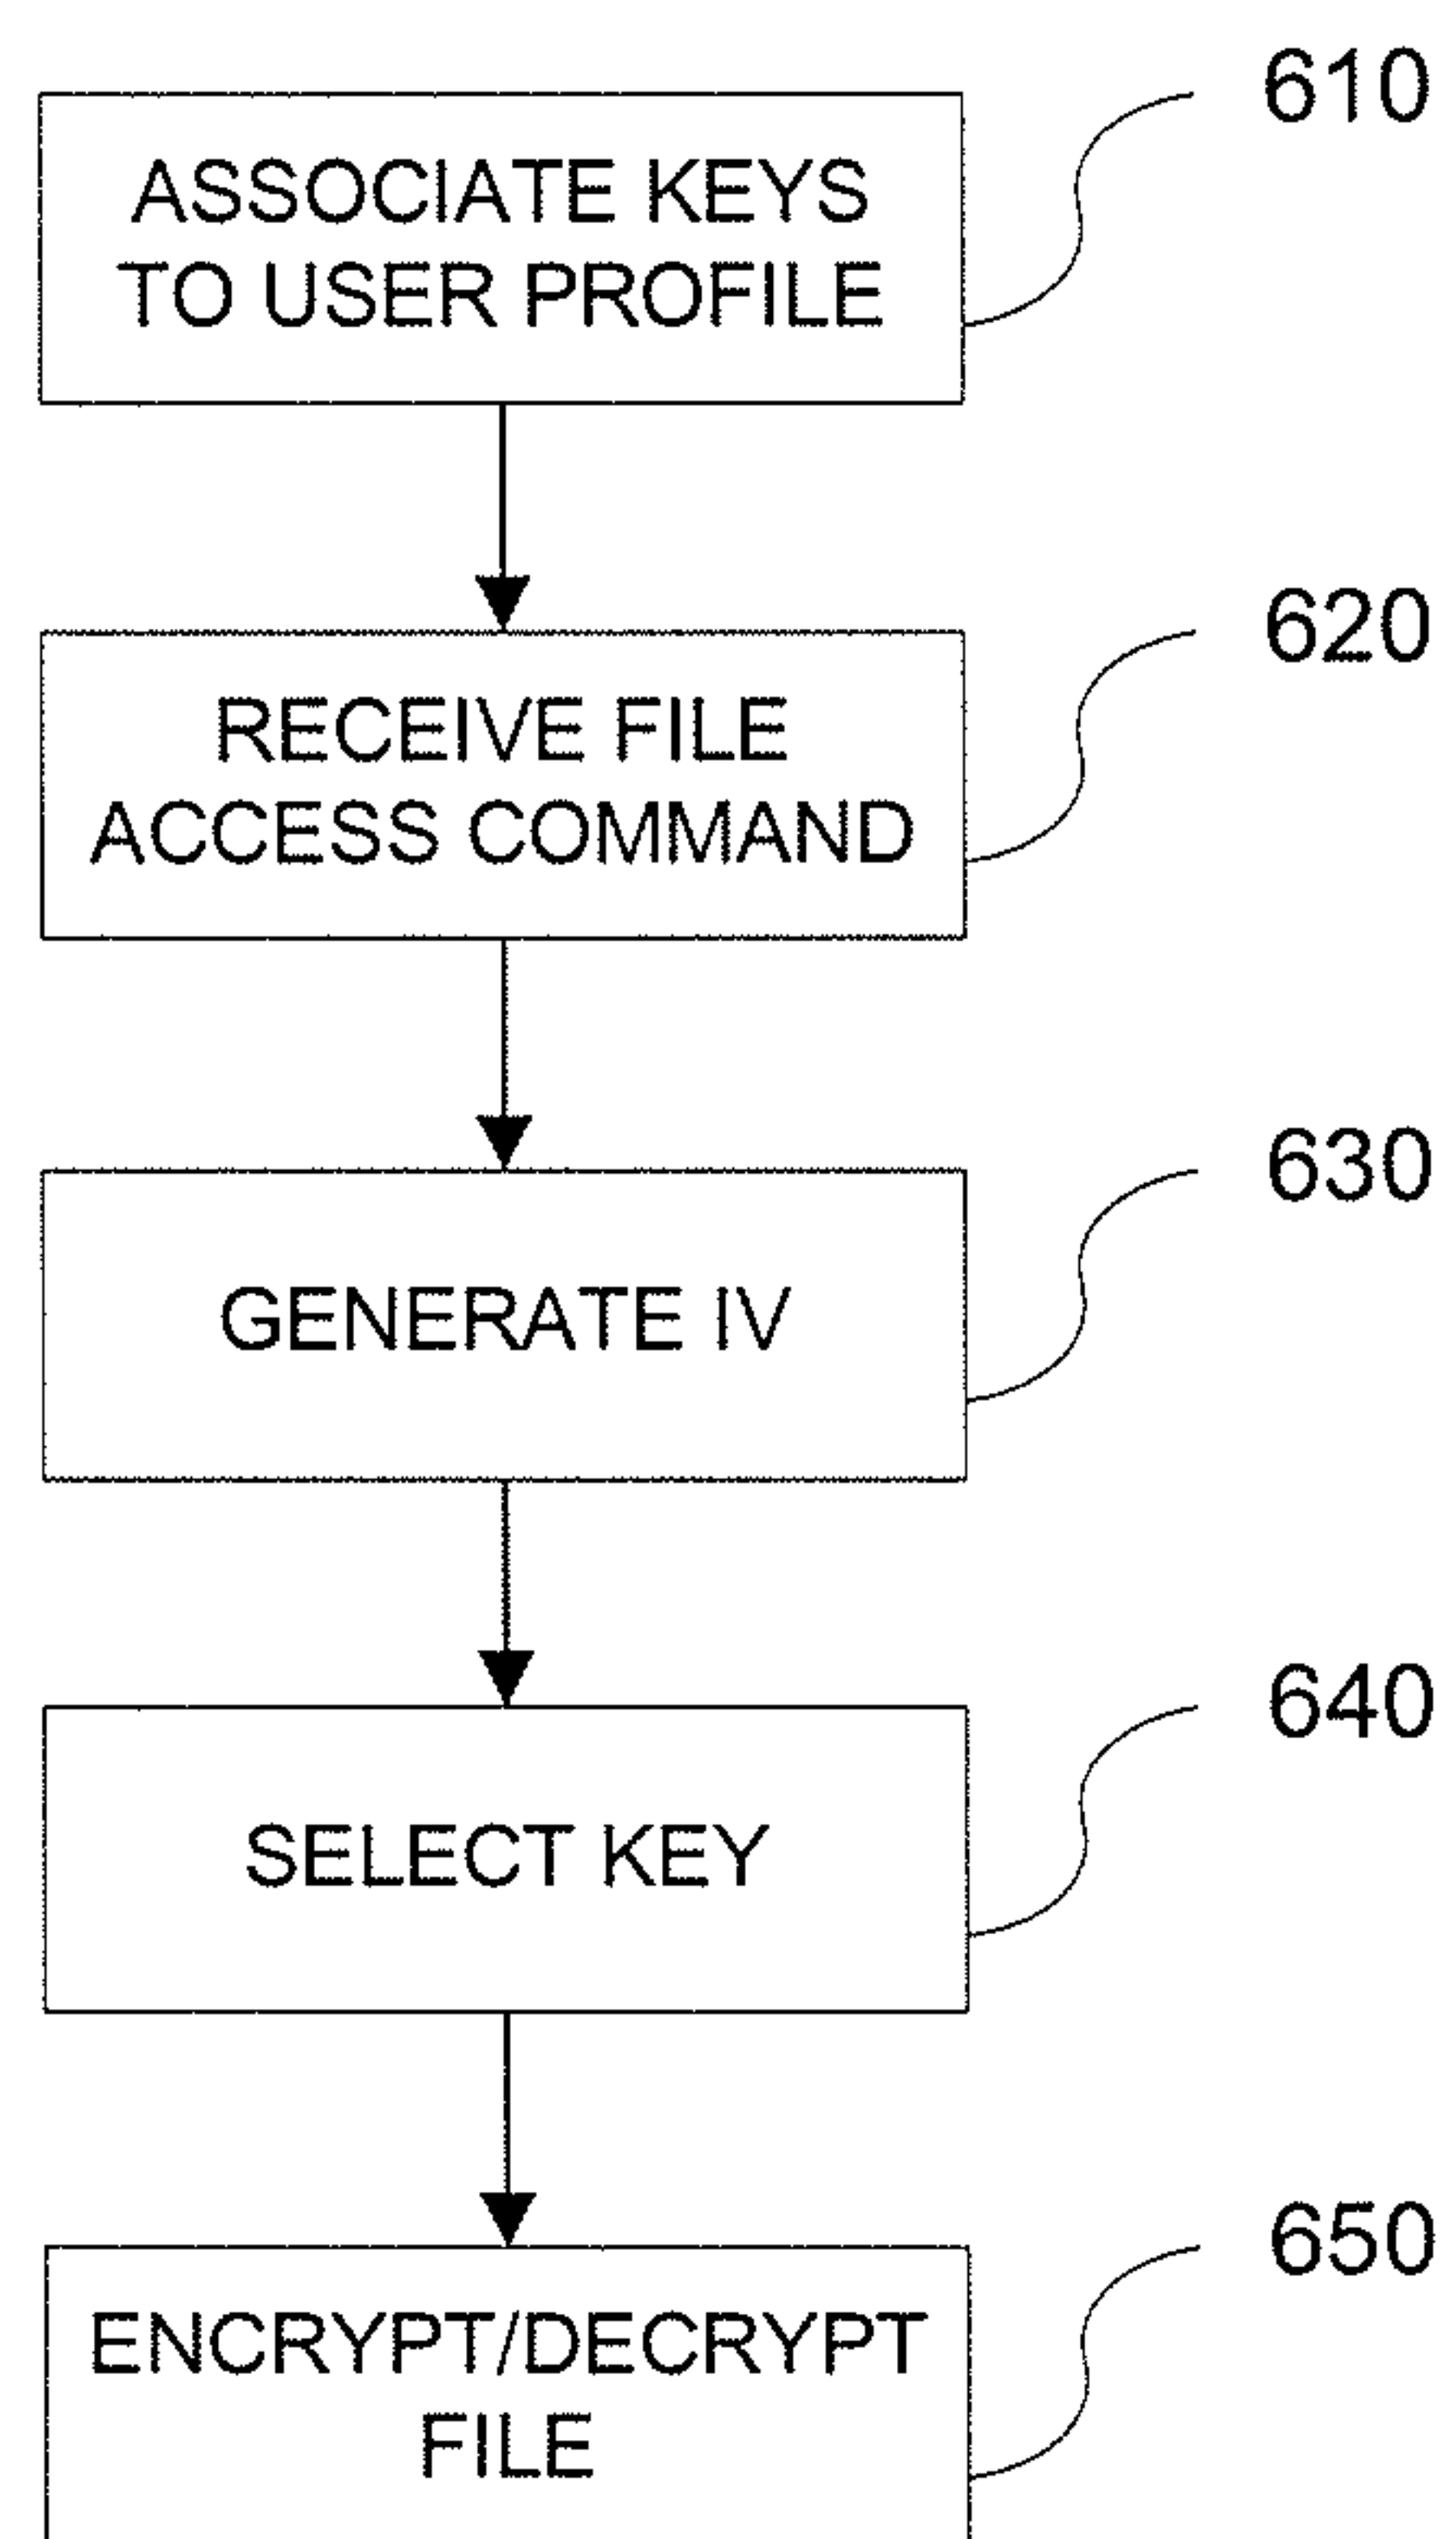 610
ASSOCIATE KEYS
TO USER PROFILE
620
RECEIVE FILE
ACCESS COMMAND
630
GENERATE IV
640
SELECT KEY
650
ENCRYPT/DECRYPT
FILE